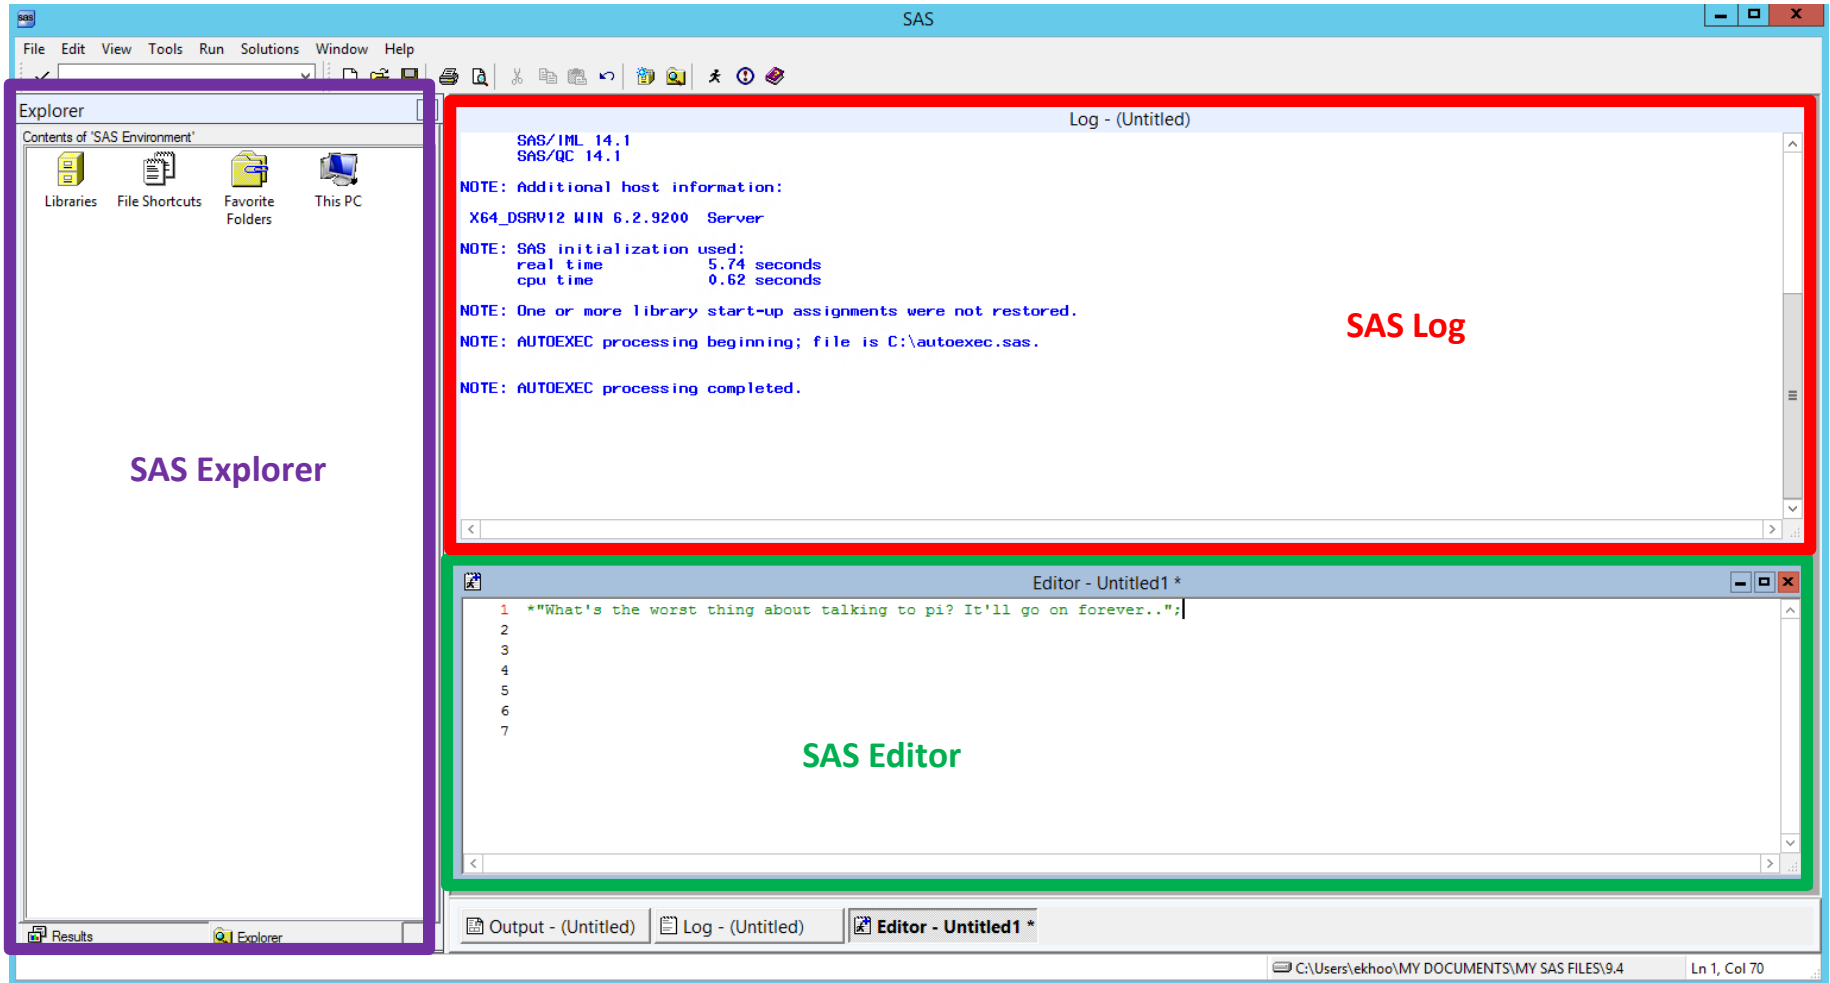 sas
SAS
File Edit View Tools Run Solutions Window Help
Explorer
Contents of 'SAS Environment'
Libraries File Shortcuts Favorite Folders This PC
SAS Explorer
Results Explorer
Log - (Untitled)
SAS/IML 14.1
SAS/QC 14.1
NOTE: Additional host information:
X64_DSRV12 WIN 6.2.9200 Server
NOTE: SAS initialization used:
real time 5.74 seconds
cpu time 0.62 seconds
NOTE: One or more library start-up assignments were not restored.
NOTE: AUTOEXEC processing beginning; file is C:\autoexec.sas.
NOTE: AUTOEXEC processing completed.
SAS Log
Editor - Untitled1 *
1 *"What's the worst thing about talking to pi? It'll go on forever..";
2
3
4
5
6
7
SAS Editor
Output - (Untitled) Log - (Untitled) Editor - Untitled1 *
C:\Users\ekhoo\MY DOCUMENTS\MY SAS FILES\9.4 Ln 1, Col 70